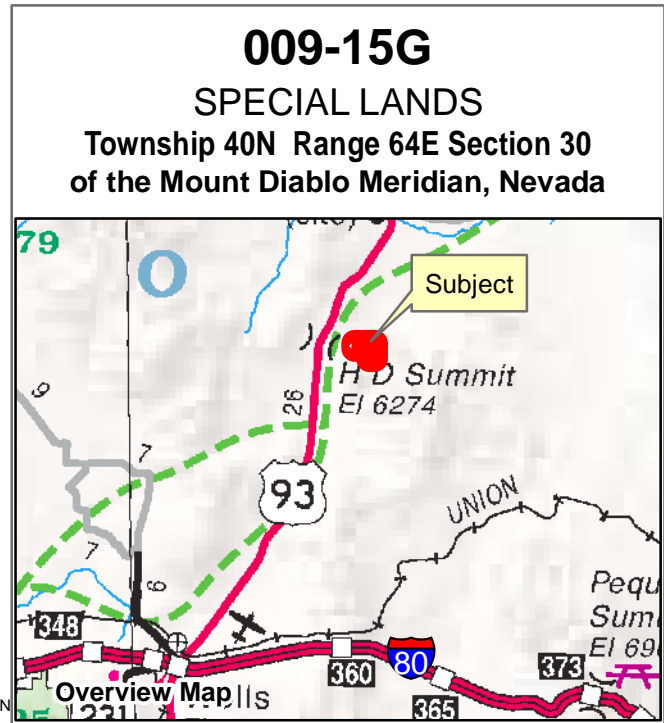 009-15G
SPECIAL LANDS
Township 40N Range 64E Section 30
of the Mount Diablo Meridian, Nevada
79
O
Subject
H D Summit
El 6274
26
9
7
93
UNION
7
6
Pequ
Sum
El 69
348
80
360
373
N
Overview Map
lls
231
365